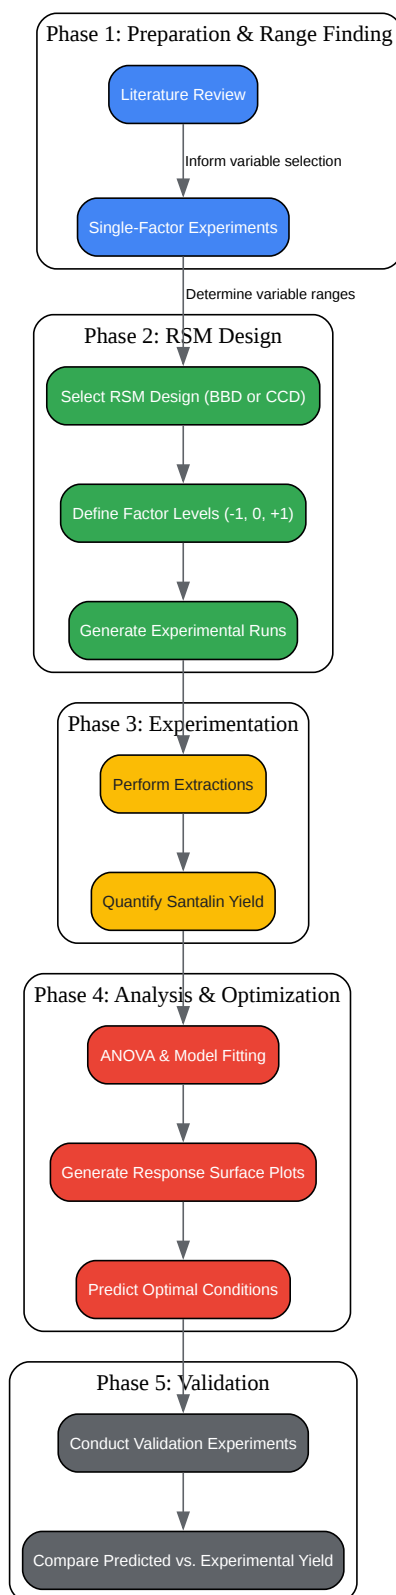 Phase 1: Preparation & Range Finding
Literature Review
Inform variable selection
Single-Factor Experiments
Determine variable ranges
Phase 2: RSM Design
Select RSM Design (BBD or CCD)
Define Factor Levels (-1, 0, +1)
Generate Experimental Runs
Phase 3: Experimentation
Perform Extractions
Quantify Santalin Yield
Phase 4: Analysis & Optimization
ANOVA & Model Fitting
Generate Response Surface Plots
Predict Optimal Conditions
Phase 5: Validation
Conduct Validation Experiments
Compare Predicted vs. Experimental Yield